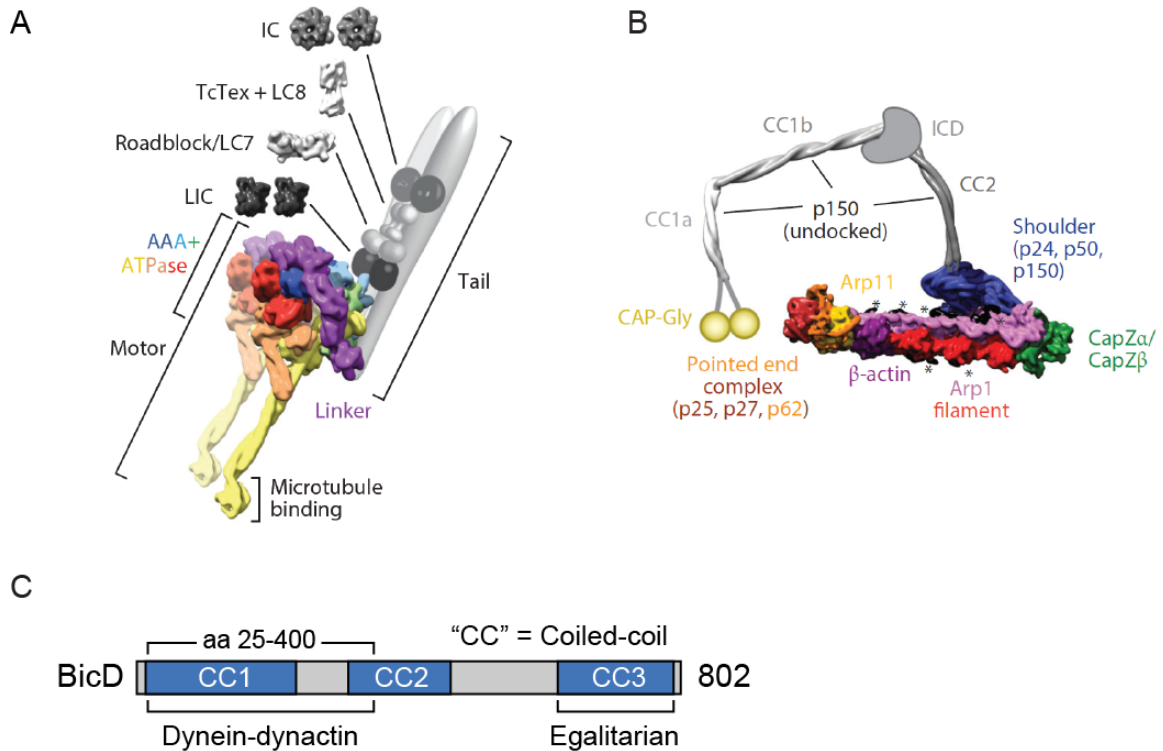 A
IC
TcTex + LC8
Roadblock/LC7
LIC
AAA+
ATPase
Motor
Tail
Linker
Microtubule
binding
B
CC1b
ICD
CC2
CC1a
p150
(undocked)
Shoulder
(p24, p50,
p150)
Arp11
* * * *
CAP-Gly
CapZα/
CapZβ
Pointed end
complex
(p25, p27, p62)
β-actin
* *
Arp1
filament
C
aa 25-400
"CC" = Coiled-coil
BicD CC1 CC2 CC3 802
Dynein-dynactin
Egalitarian